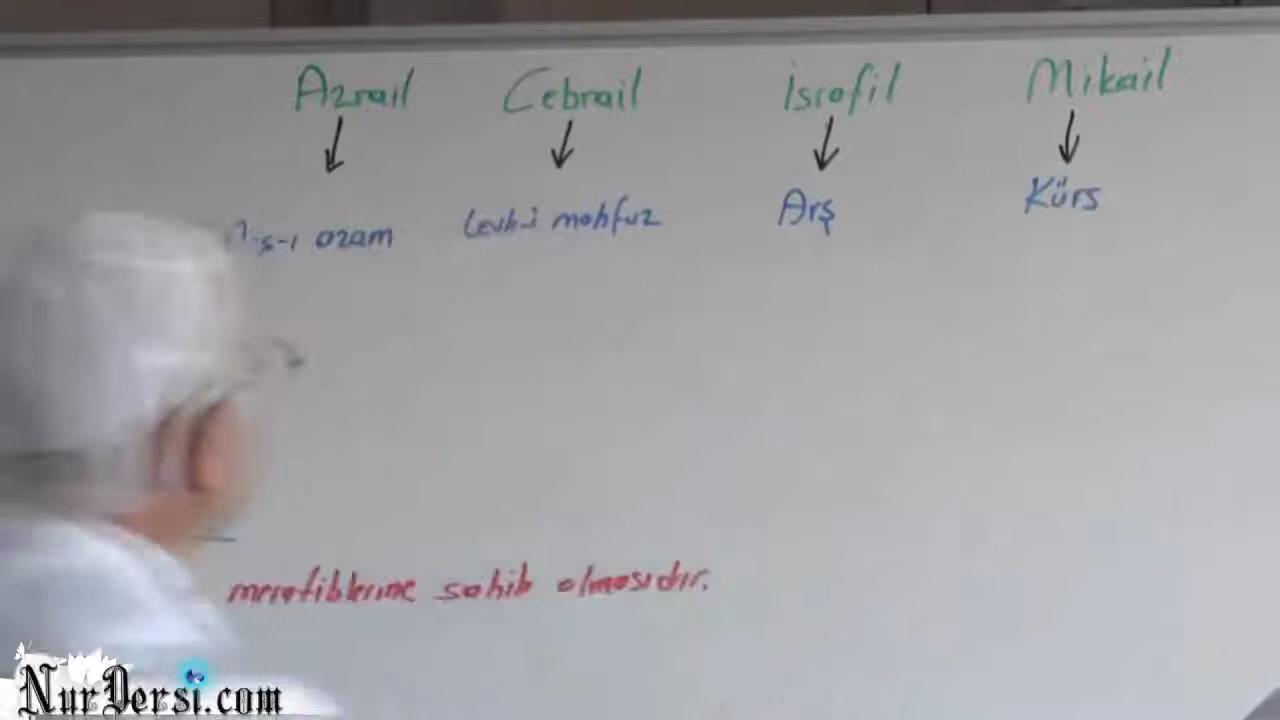 Azrail Cebrail İsrafil Mikail
azam Levh-i mahfuz Arş Kürs
meratiblerine sahib olmasıdır.
NurDersi.com